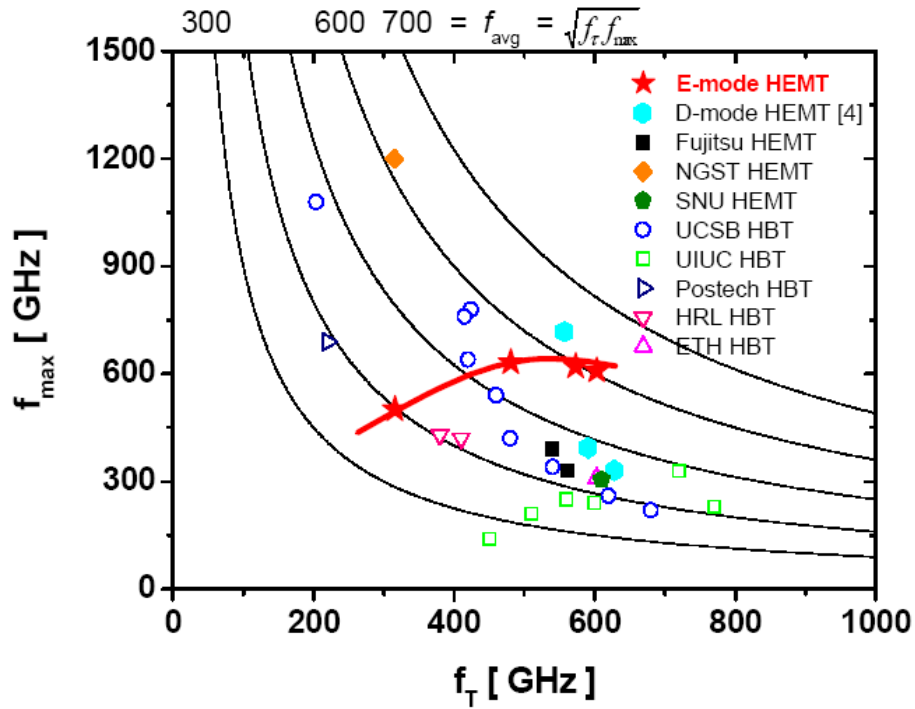 300 600 700 = f_avg = √f_τ f_max
1500
1200
900
600
300
0
f_max [ GHz ]
E-mode HEMT
D-mode HEMT [4]
Fujitsu HEMT
NGST HEMT
SNU HEMT
UCSB HBT
UIUC HBT
Postech HBT
HRL HBT
ETH HBT
0 200 400 600 800 1000
f_T [ GHz ]